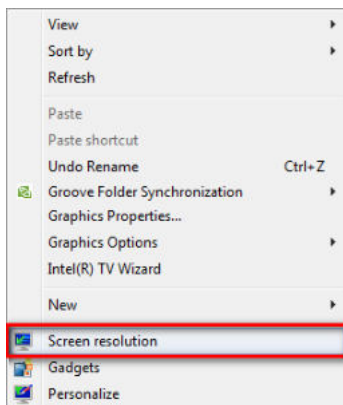 View
Sort by
Refresh
Paste
Paste shortcut
Undo Rename Ctrl+Z
Groove Folder Synchronization
Graphics Properties...
Graphics Options
Intel(R) TV Wizard
New
Screen resolution
Gadgets
Personalize